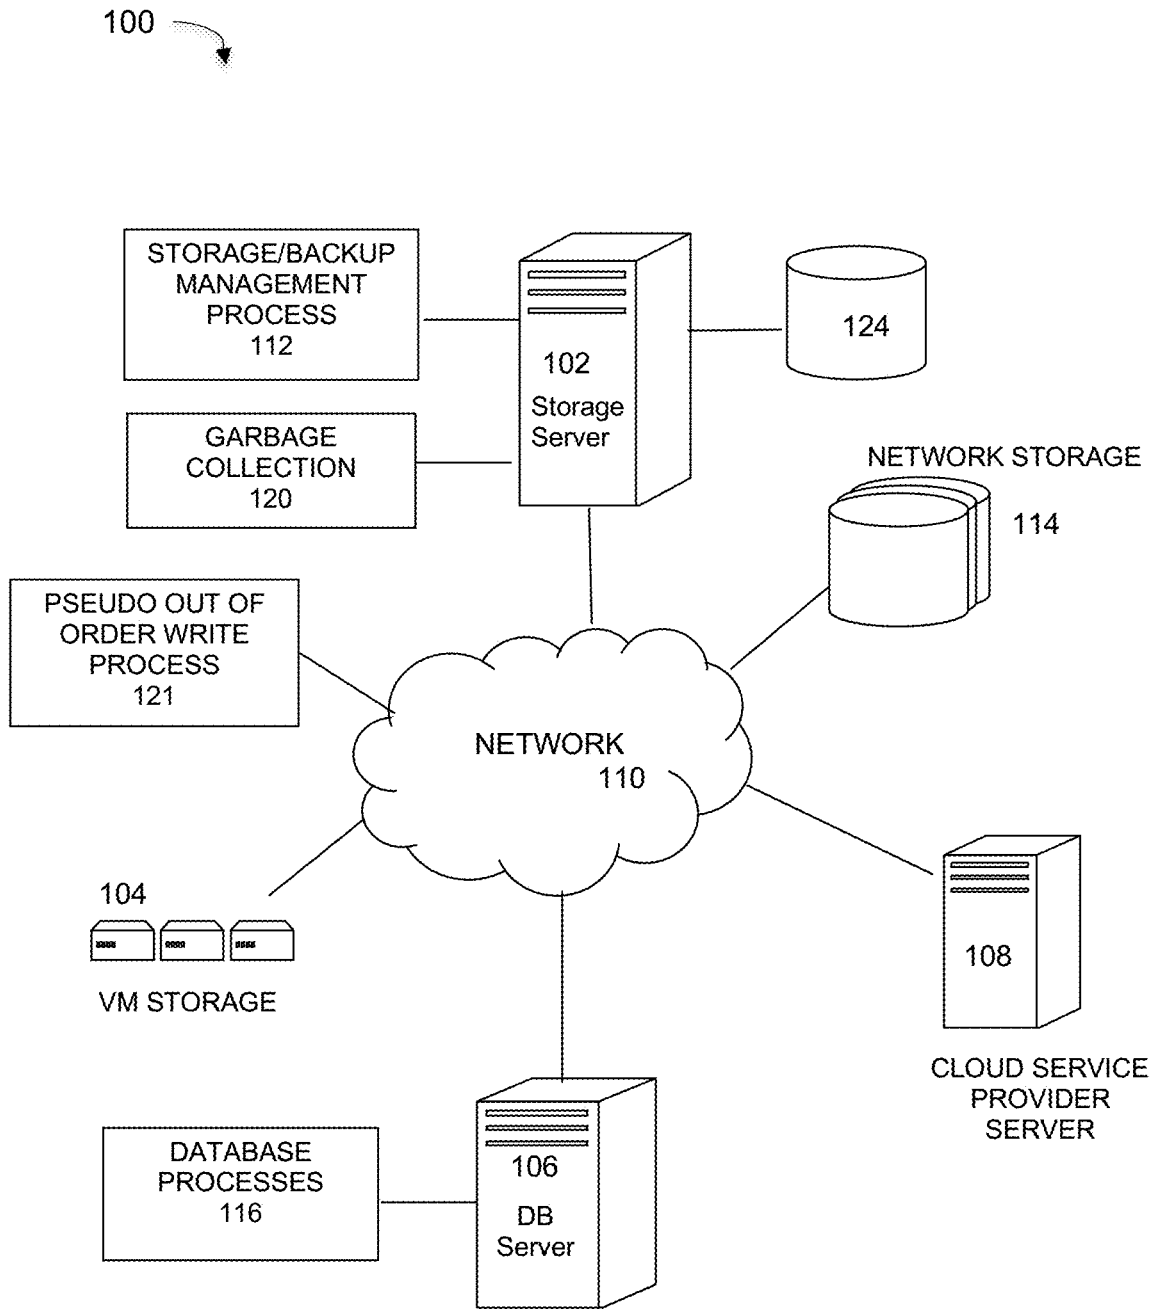 100
STORAGE/BACKUP
MANAGEMENT
PROCESS
112
102
Storage
Server
124
GARBAGE
COLLECTION
120
NETWORK STORAGE
114
PSEUDO OUT OF
ORDER WRITE
PROCESS
121
NETWORK
110
104
VM STORAGE
108
CLOUD SERVICE
PROVIDER
SERVER
DATABASE
PROCESSES
116
106
DB
Server